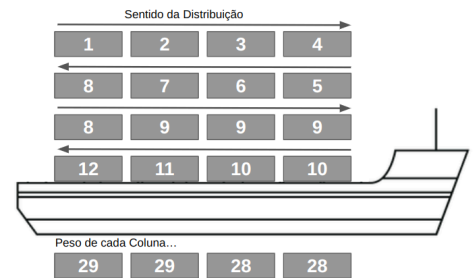 Sentido da Distribuição
1 2 3 4
8 7 6 5
8 9 9 9
12 11 10 10
Peso de cada Coluna...
29 29 28 28